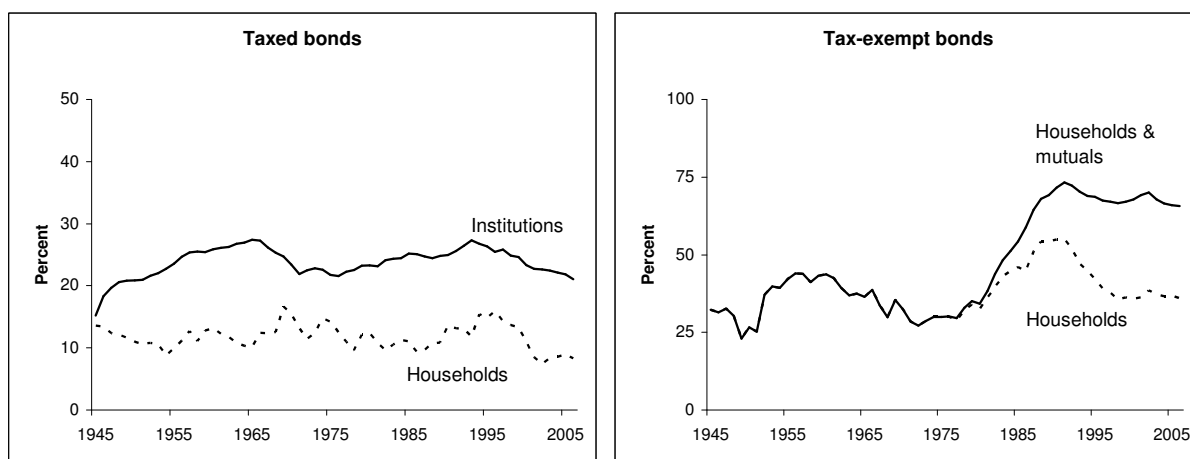 Taxed bonds
50
40
30
20
10
0
Percent
Institutions
Households
1945 1955 1965 1975 1985 1995 2005
Tax-exempt bonds
100
75
50
25
0
Percent
Households &
mutuals
Households
1945 1955 1965 1975 1985 1995 2005